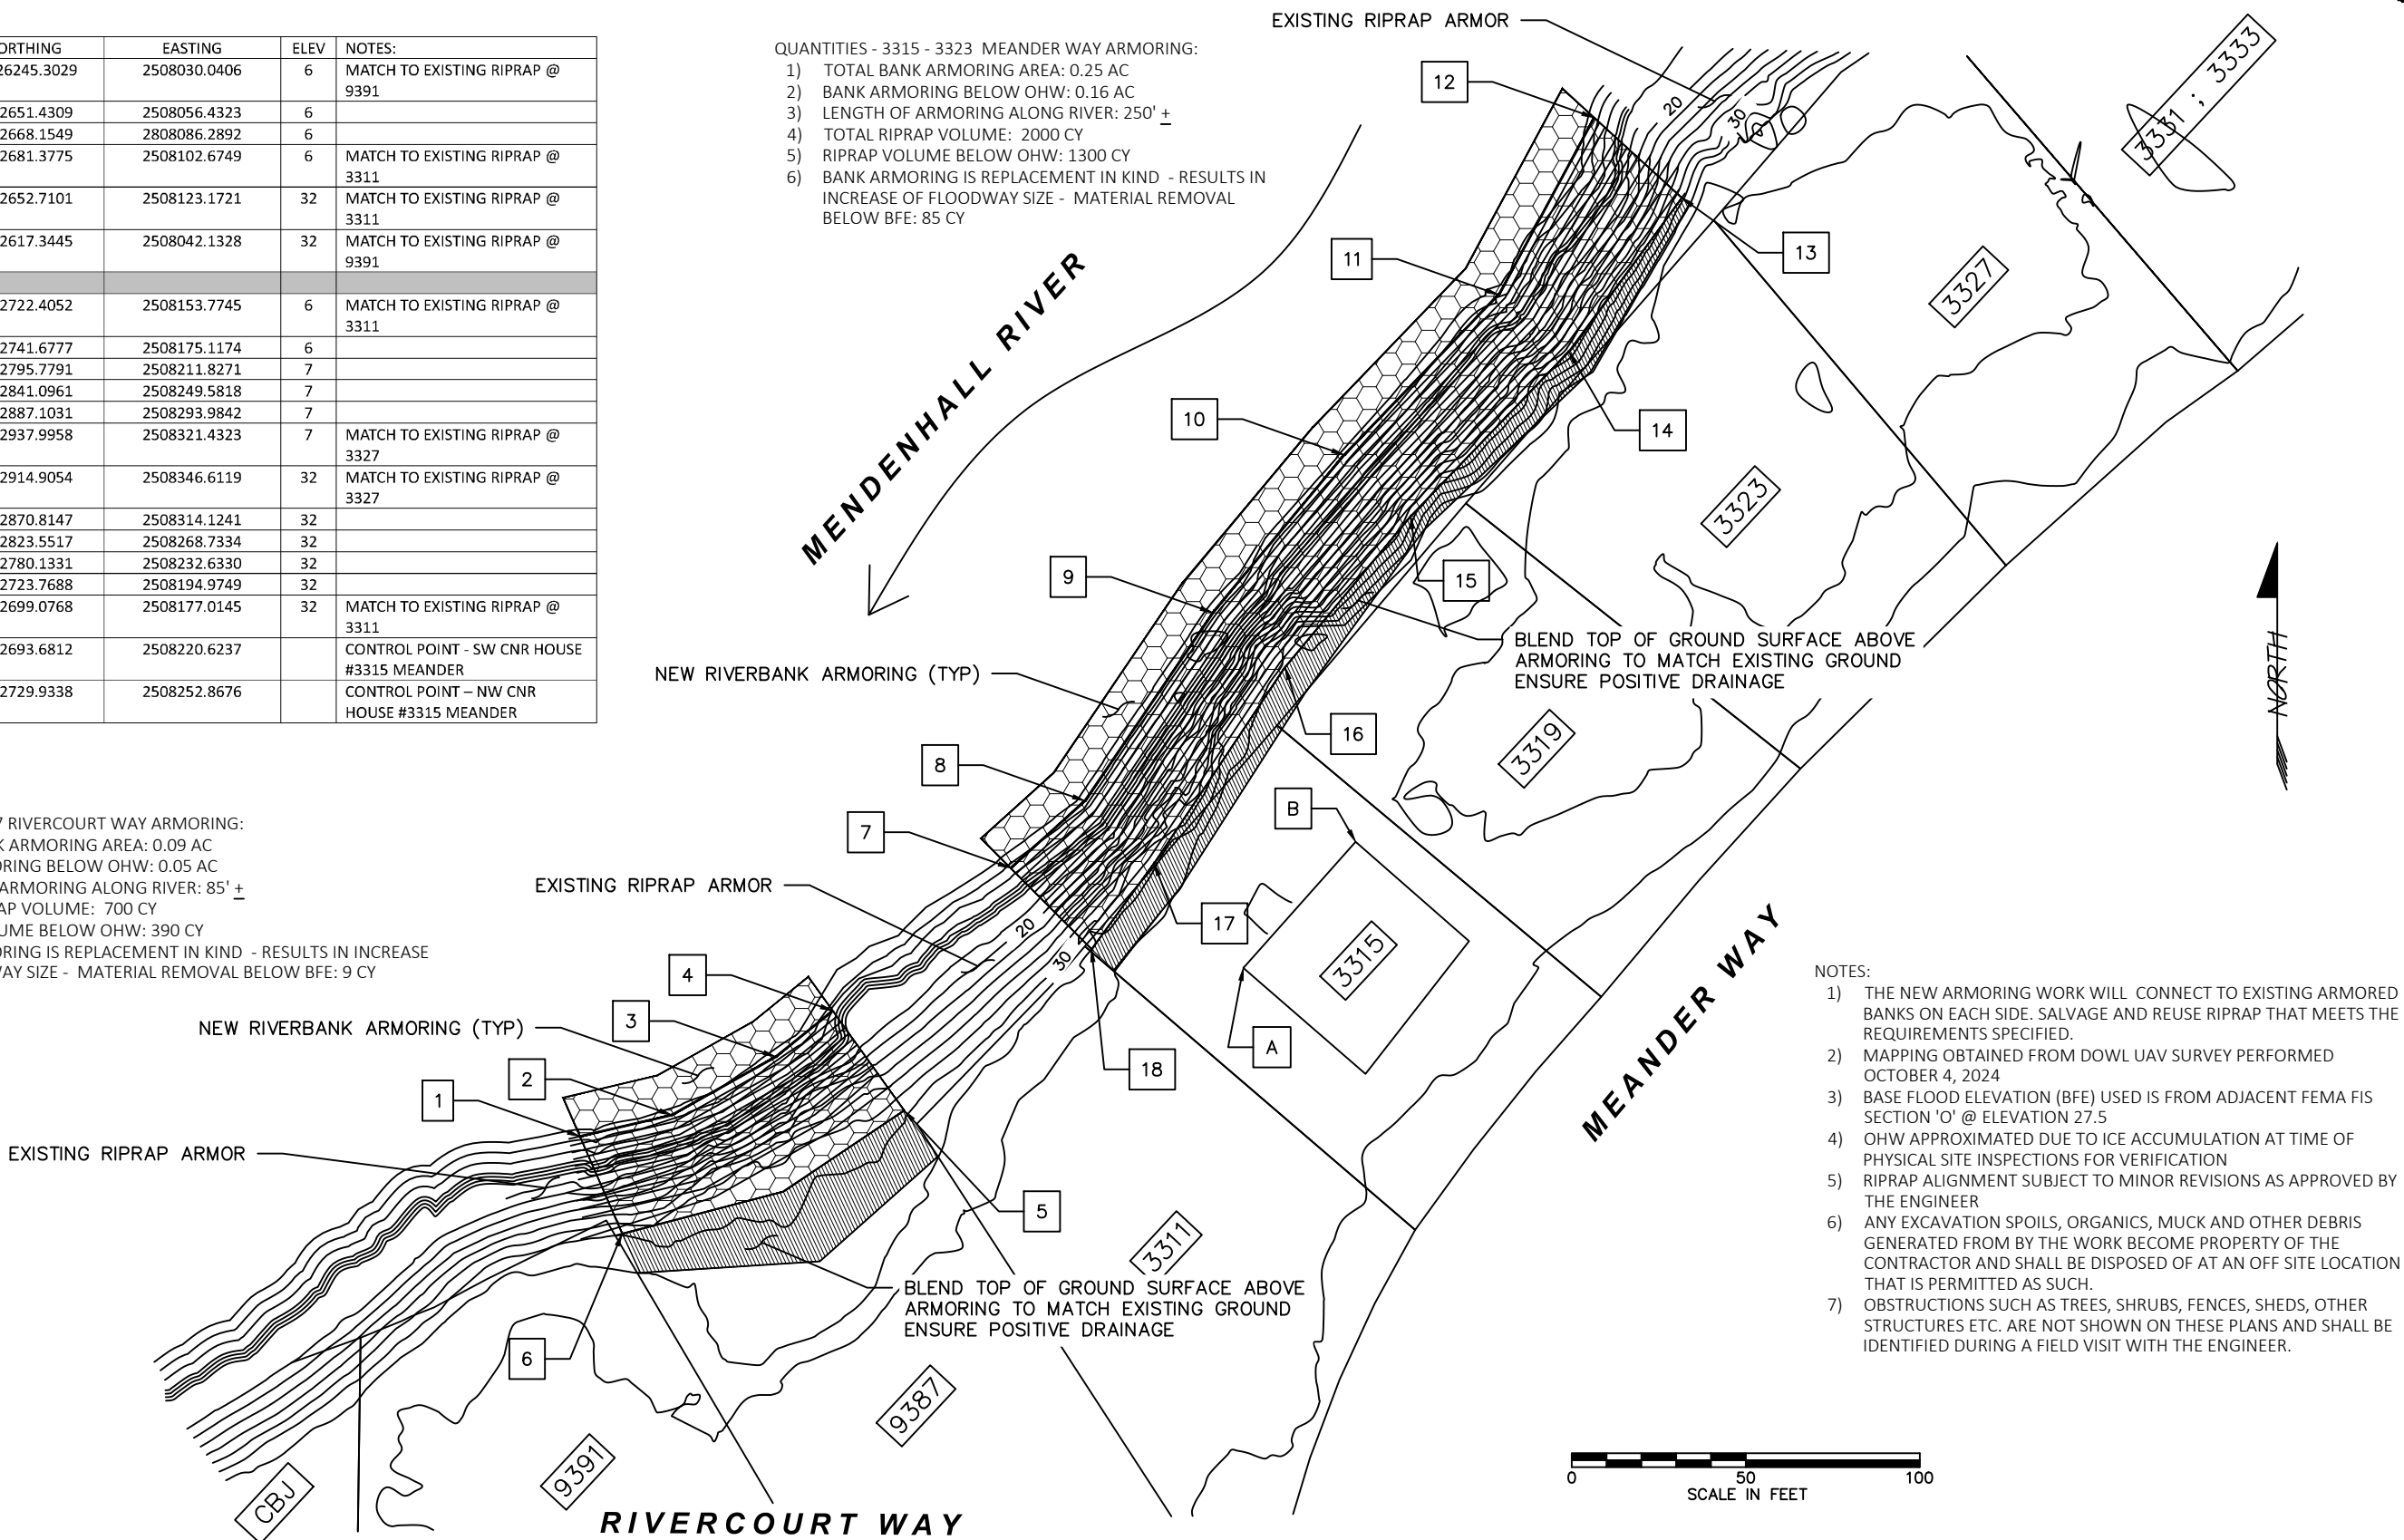 ORTHING EASTING ELEV NOTES:
26245.3029 2508030.0406 6 MATCH TO EXISTING RIPRAP @
9391
2651.4309 2508056.4323 6
2668.1549 2808086.2892 6
2681.3775 2508102.6749 6 MATCH TO EXISTING RIPRAP @
3311
2652.7101 2508123.1721 32 MATCH TO EXISTING RIPRAP @
3311
2617.3445 2508042.1328 32 MATCH TO EXISTING RIPRAP @
9391
2722.4052 2508153.7745 6 MATCH TO EXISTING RIPRAP @
3311
2741.6777 2508175.1174 6
2795.7791 2508211.8271 7
2841.0961 2508249.5818 7
2887.1031 2508293.9842 7
2937.9958 2508321.4323 7 MATCH TO EXISTING RIPRAP @
3327
2914.9054 2508346.6119 32 MATCH TO EXISTING RIPRAP @
3327
2870.8147 2508314.1241 32
2823.5517 2508268.7334 32
2780.1331 2508232.6330 32
2723.7688 2508194.9749 32
2699.0768 2508177.0145 32 MATCH TO EXISTING RIPRAP @
3311
2693.6812 2508220.6237 CONTROL POINT - SW CNR HOUSE
#3315 MEANDER
2729.9338 2508252.8676 CONTROL POINT – NW CNR
HOUSE #3315 MEANDER
QUANTITIES - 3315 - 3323 MEANDER WAY ARMORING:
1) TOTAL BANK ARMORING AREA: 0.25 AC
2) BANK ARMORING BELOW OHW: 0.16 AC
3) LENGTH OF ARMORING ALONG RIVER: 250' ±
4) TOTAL RIPRAP VOLUME: 2000 CY
5) RIPRAP VOLUME BELOW OHW: 1300 CY
6) BANK ARMORING IS REPLACEMENT IN KIND - RESULTS IN
INCREASE OF FLOODWAY SIZE - MATERIAL REMOVAL
BELOW BFE: 85 CY
EXISTING RIPRAP ARMOR
12
20
30
3331 ; 3333
11
13
3327
MENDENHALL RIVER
10
14
3323
9
15
BLEND TOP OF GROUND SURFACE ABOVE
ARMORING TO MATCH EXISTING GROUND
ENSURE POSITIVE DRAINAGE
NORTH
NEW RIVERBANK ARMORING (TYP)
16
3319
8
B
7
7 RIVERCOURT WAY ARMORING:
K ARMORING AREA: 0.09 AC
ORING BELOW OHW: 0.05 AC
ARMORING ALONG RIVER: 85' ±
AP VOLUME: 700 CY
UME BELOW OHW: 390 CY
ORING IS REPLACEMENT IN KIND - RESULTS IN INCREASE
WAY SIZE - MATERIAL REMOVAL BELOW BFE: 9 CY
EXISTING RIPRAP ARMOR
17
20
30
3315
MEANDER WAY
4
3
NEW RIVERBANK ARMORING (TYP)
A
18
2
1
EXISTING RIPRAP ARMOR
5
3311
BLEND TOP OF GROUND SURFACE ABOVE
ARMORING TO MATCH EXISTING GROUND
ENSURE POSITIVE DRAINAGE
6
9387
9391
CBJ
RIVERCOURT WAY
NOTES:
1) THE NEW ARMORING WORK WILL CONNECT TO EXISTING ARMORED
BANKS ON EACH SIDE. SALVAGE AND REUSE RIPRAP THAT MEETS THE
REQUIREMENTS SPECIFIED.
2) MAPPING OBTAINED FROM DOWL UAV SURVEY PERFORMED
OCTOBER 4, 2024
3) BASE FLOOD ELEVATION (BFE) USED IS FROM ADJACENT FEMA FIS
SECTION 'O' @ ELEVATION 27.5
4) OHW APPROXIMATED DUE TO ICE ACCUMULATION AT TIME OF
PHYSICAL SITE INSPECTIONS FOR VERIFICATION
5) RIPRAP ALIGNMENT SUBJECT TO MINOR REVISIONS AS APPROVED BY
THE ENGINEER
6) ANY EXCAVATION SPOILS, ORGANICS, MUCK AND OTHER DEBRIS
GENERATED FROM BY THE WORK BECOME PROPERTY OF THE
CONTRACTOR AND SHALL BE DISPOSED OF AT AN OFF SITE LOCATION
THAT IS PERMITTED AS SUCH.
7) OBSTRUCTIONS SUCH AS TREES, SHRUBS, FENCES, SHEDS, OTHER
STRUCTURES ETC. ARE NOT SHOWN ON THESE PLANS AND SHALL BE
IDENTIFIED DURING A FIELD VISIT WITH THE ENGINEER.
0 50 100
SCALE IN FEET